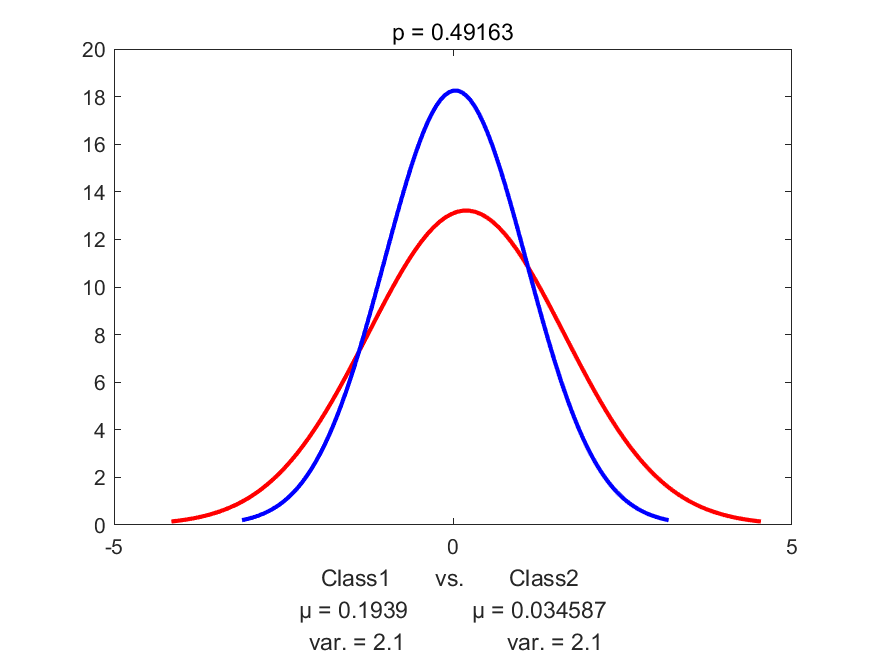 p = 0.49163
20
18
16
14
12
10
8
6
4
2
0
-5 0 5
Class1 vs. Class2
μ = 0.1939 μ = 0.034587
var. = 2.1 var. = 2.1